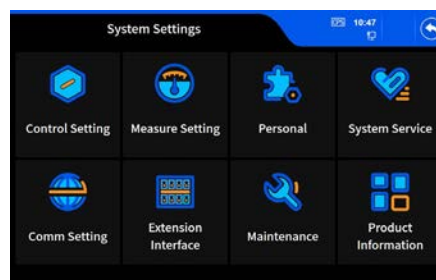 System Settings
10:47
Control Setting
Measure Setting
Personal
System Service
Comm Setting
Extension
Interface
Maintenance
Product
Information